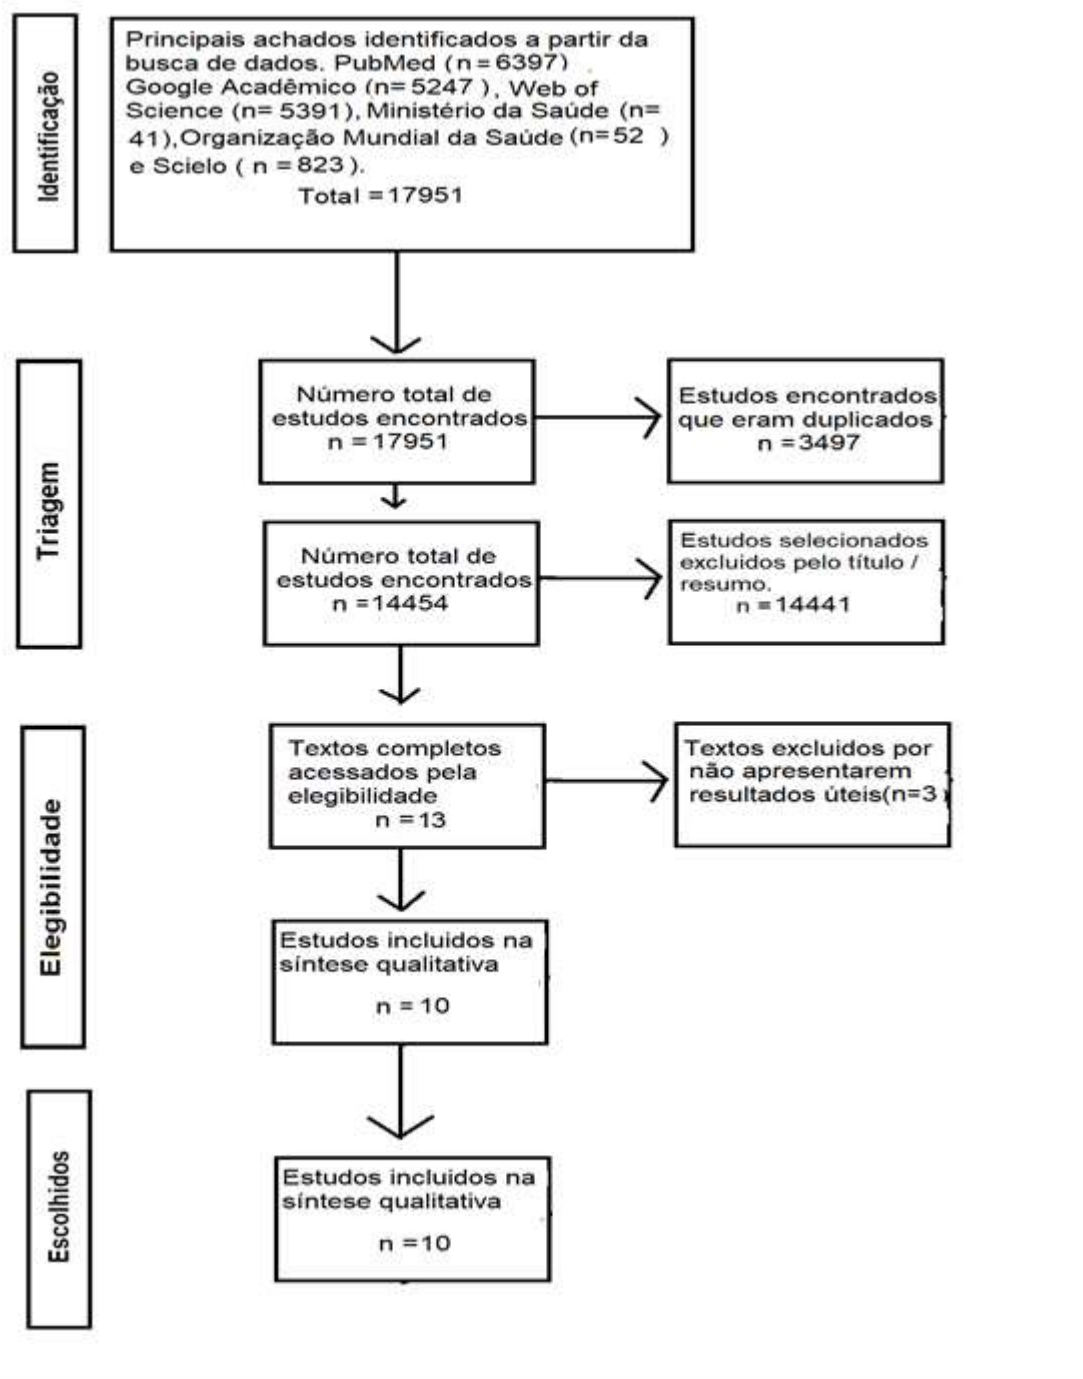 Identificação
Principais achados identificados a partir da
busca de dados. PubMed (n=6397)
Google Acadêmico (n=5247 ), Web of
Science (n= 5391), Ministério da Saúde (n=
41),Organização Mundial da Saúde (n=52 )
e Scielo ( n =823 ).
Total =17951
Triagem
Número total de
estudos encontrados
n =17951
Estudos encontrados
que eram duplicados
n =3497
Número total de
estudos encontrados
n =14454
Estudos selecionados
excluidos pelo título /
resumo.
n =14441
Elegibilidade
Textos completos
acessados pela
elegibilidade
n =13
Textos excluidos por
não apresentarem
resultados úteis(n=3
Estudos incluidos na
síntese qualitativa
n =10
Escolhidos
Estudos incluidos na
síntese qualitativa
n =10